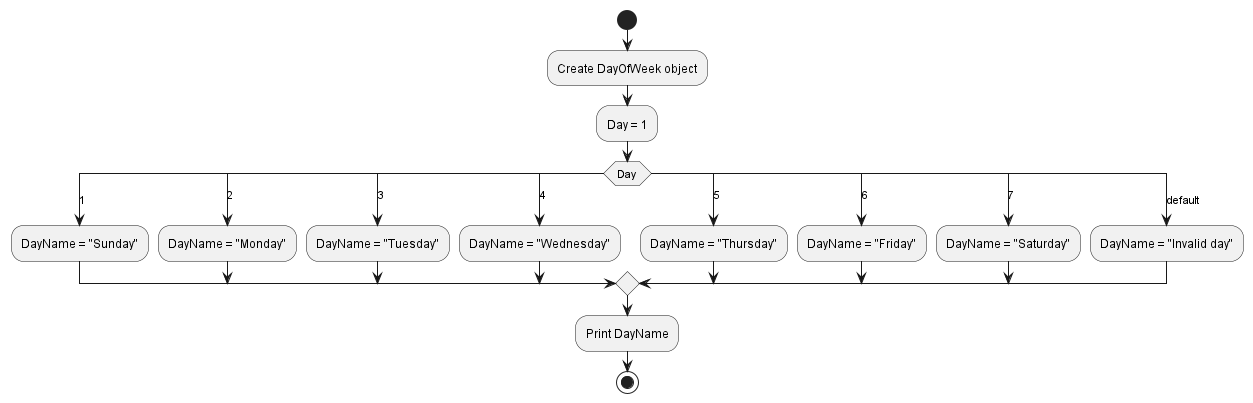 Create DayOfWeek object
Day = 1
Day
1
2
3
4
5
6
7
default
DayName = "Sunday"
DayName = "Monday"
DayName = "Tuesday"
DayName = "Wednesday"
DayName = "Thursday"
DayName = "Friday"
DayName = "Saturday"
DayName = "Invalid day"
Print DayName